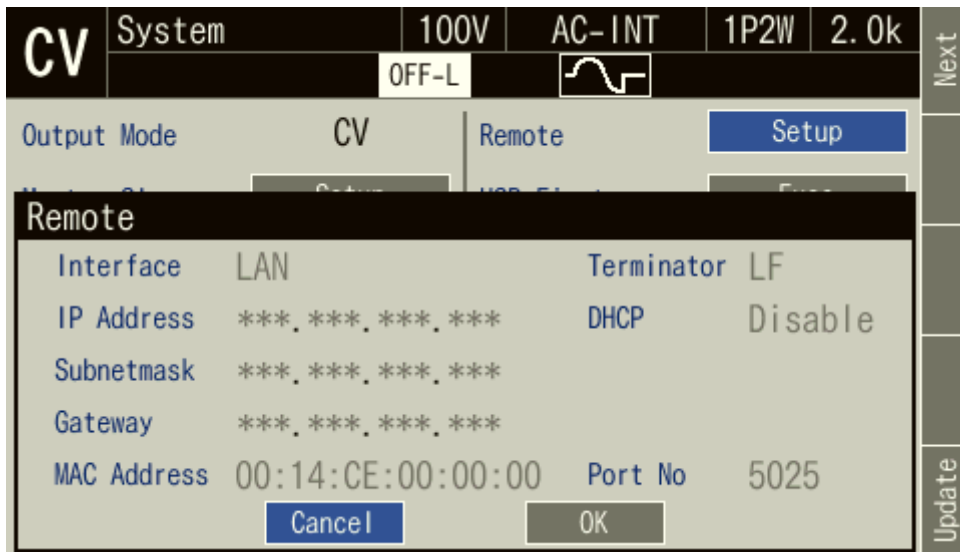 CV System 100V AC-INT 1P2W 2.0k Next
OFF-L
Output Mode CV Remote Setup
Remote
Interface LAN Terminator LF
IP Address ***.***.***.*** DHCP Disable
Subnetmask ***.***.***.***
Gateway ***.***.***.***
MAC Address 00:14:CE:00:00:00 Port No 5025
Cancel OK Update